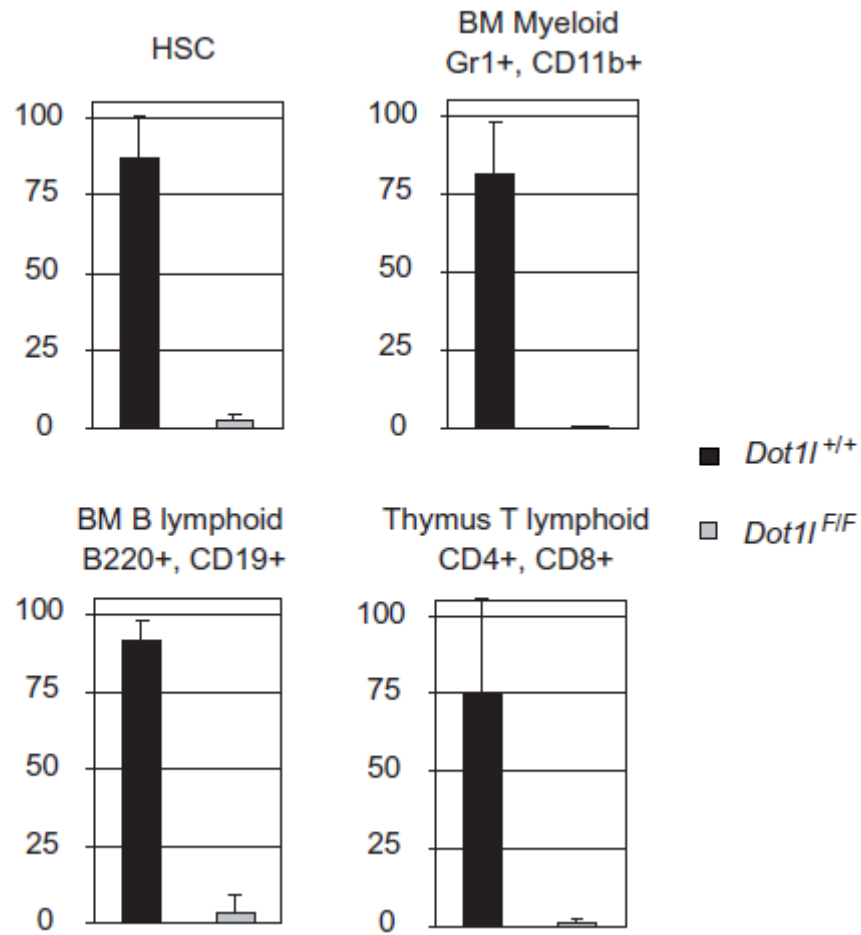 HSC
100
75
50
25
0
BM Myeloid
Gr1+, CD11b+
100
75
50
25
0
Dot1l +/+
Dot1l F/F
BM B lymphoid
B220+, CD19+
100
75
50
25
0
Thymus T lymphoid
CD4+, CD8+
100
75
50
25
0